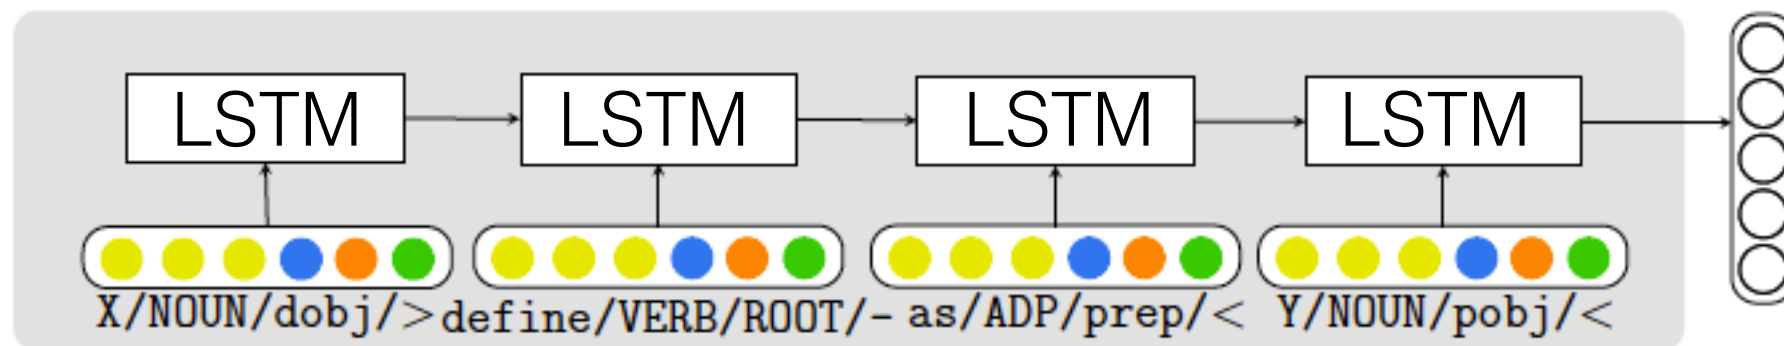 LSTM LSTM LSTM LSTM
X/NOUN/dobj/> define/VERB/ROOT/- as/ADP/prep/< Y/NOUN/pobj/<